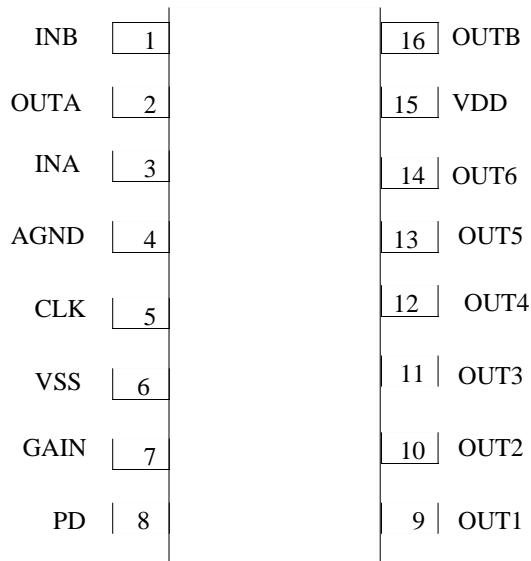 INB 1 16 OUTB
OUTA 2 15 VDD
INA 3 14 OUT6
AGND 4 13 OUT5
CLK 5 12 OUT4
VSS 6 11 OUT3
GAIN 7 10 OUT2
PD 8 9 OUT1